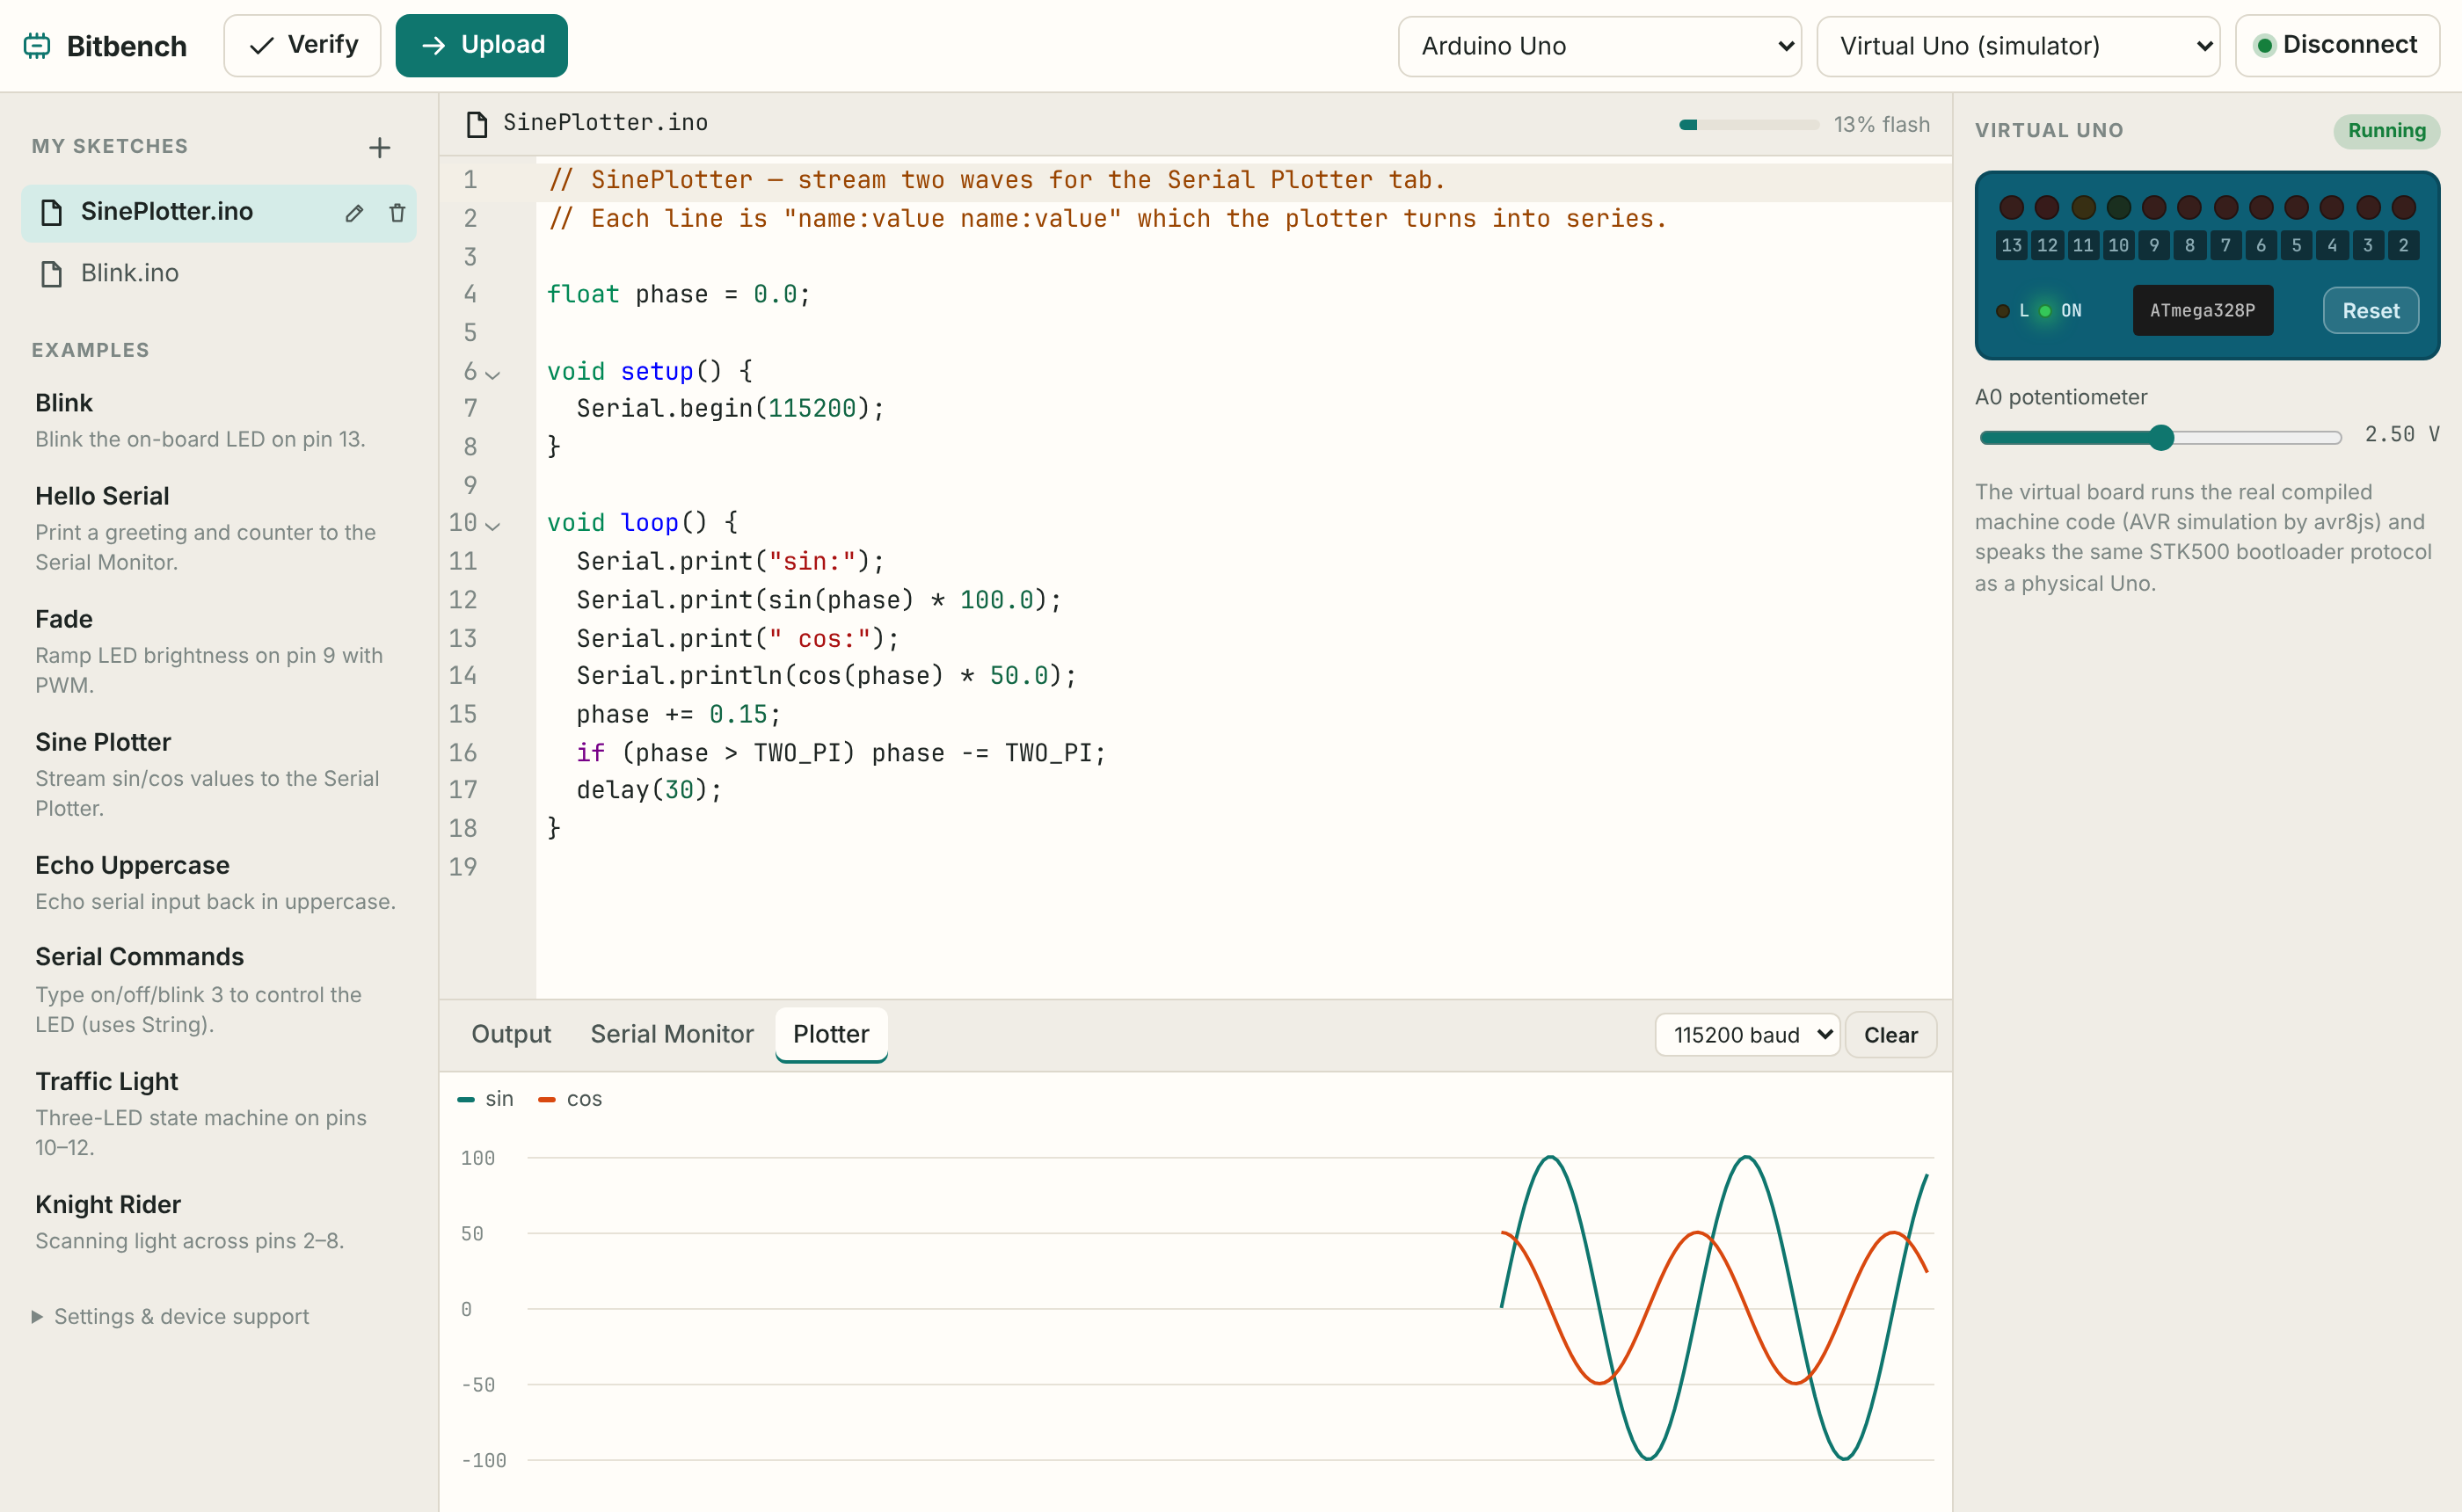 Bitbench
Verify
Upload
Arduino Uno
Virtual Uno (simulator)
Disconnect
MY SKETCHES
SinePlotter.ino
Blink.ino
EXAMPLES
Blink
Blink the on-board LED on pin 13.
Hello Serial
Print a greeting and counter to the
Serial Monitor.
Fade
Ramp LED brightness on pin 9 with
PWM.
Sine Plotter
Stream sin/cos values to the Serial
Plotter.
Echo Uppercase
Echo serial input back in uppercase.
Serial Commands
Type on/off/blink 3 to control the
LED (uses String).
Traffic Light
Three-LED state machine on pins
10–12.
Knight Rider
Scanning light across pins 2–8.
Settings & device support
SinePlotter.ino
13% flash
1 // SinePlotter — stream two waves for the Serial Plotter tab.
2 // Each line is "name:value name:value" which the plotter turns into series.
3
4 float phase = 0.0;
5
6 void setup() {
7 Serial.begin(115200);
8 }
9
10 void loop() {
11 Serial.print("sin:");
12 Serial.print(sin(phase) * 100.0);
13 Serial.print(" cos:");
14 Serial.println(cos(phase) * 50.0);
15 phase += 0.15;
16 if (phase > TWO_PI) phase -= TWO_PI;
17 delay(30);
18 }
19
Output
Serial Monitor
Plotter
115200 baud
Clear
sin
cos
100
50
0
-50
-100
VIRTUAL UNO
Running
13 12 11 10 9 8 7 6 5 4 3 2
L
ON
ATmega328P
Reset
A0 potentiometer
2.50 V
The virtual board runs the real compiled
machine code (AVR simulation by avr8js) and
speaks the same STK500 bootloader protocol
as a physical Uno.